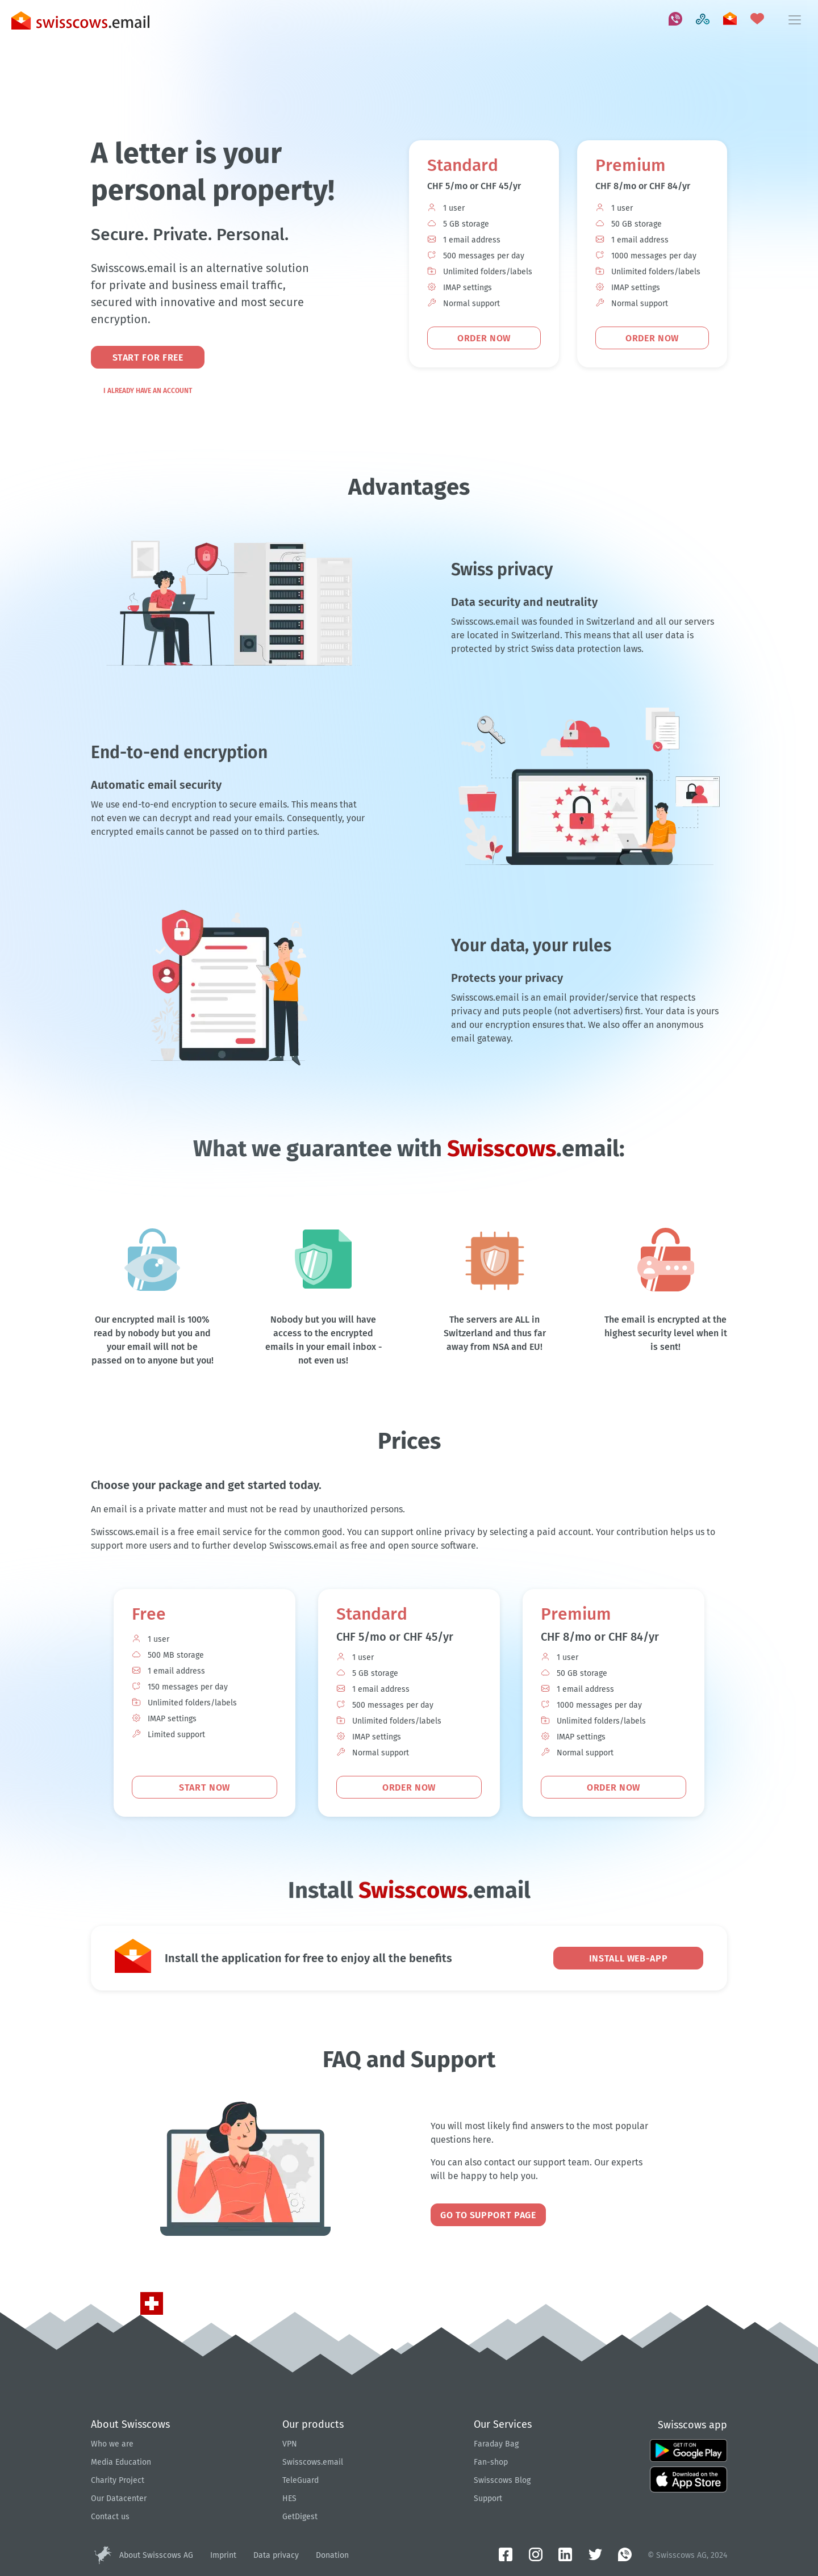 swisscows.email
A letter is your
personal property!
Secure. Private. Personal.
Swisscows.email is an alternative solution
for private and business email traffic,
secured with innovative and most secure
encryption.
START FOR FREE
I ALREADY HAVE AN ACCOUNT
Standard
CHF 5/mo or CHF 45/yr
1 user
5 GB storage
1 email address
500 messages per day
Unlimited folders/labels
IMAP settings
Normal support
ORDER NOW
Premium
CHF 8/mo or CHF 84/yr
1 user
50 GB storage
1 email address
1000 messages per day
Unlimited folders/labels
IMAP settings
Normal support
ORDER NOW
Advantages
Swiss privacy
Data security and neutrality
Swisscows.email was founded in Switzerland and all our servers
are located in Switzerland. This means that all user data is
protected by strict Swiss data protection laws.
End-to-end encryption
Automatic email security
We use end-to-end encryption to secure emails. This means that
not even we can decrypt and read your emails. Consequently, your
encrypted emails cannot be passed on to third parties.
Your data, your rules
Protects your privacy
Swisscows.email is an email provider/service that respects
privacy and puts people (not advertisers) first. Your data is yours
and our encryption ensures that. We also offer an anonymous
email gateway.
What we guarantee with Swisscows.email:
Our encrypted mail is 100%
read by nobody but you and
your email will not be
passed on to anyone but you!
Nobody but you will have
access to the encrypted
emails in your email inbox -
not even us!
The servers are ALL in
Switzerland and thus far
away from NSA and EU!
The email is encrypted at the
highest security level when it
is sent!
Prices
Choose your package and get started today.
An email is a private matter and must not be read by unauthorized persons.
Swisscows.email is a free email service for the common good. You can support online privacy by selecting a paid account. Your contribution helps us to
support more users and to further develop Swisscows.email as free and open source software.
Free
1 user
500 MB storage
1 email address
150 messages per day
Unlimited folders/labels
IMAP settings
Limited support
START NOW
Standard
CHF 5/mo or CHF 45/yr
1 user
5 GB storage
1 email address
500 messages per day
Unlimited folders/labels
IMAP settings
Normal support
ORDER NOW
Premium
CHF 8/mo or CHF 84/yr
1 user
50 GB storage
1 email address
1000 messages per day
Unlimited folders/labels
IMAP settings
Normal support
ORDER NOW
Install Swisscows.email
Install the application for free to enjoy all the benefits
INSTALL WEB-APP
FAQ and Support
You will most likely find answers to the most popular
questions here.
You can also contact our support team. Our experts
will be happy to help you.
GO TO SUPPORT PAGE
About Swisscows
Who we are
Media Education
Charity Project
Our Datacenter
Contact us
Our products
VPN
Swisscows.email
TeleGuard
HES
GetDigest
Our Services
Faraday Bag
Fan-shop
Swisscows Blog
Support
Swisscows app
GET IT ON
Google Play
Download on the
App Store
About Swisscows AG
Imprint
Data privacy
Donation
© Swisscows AG, 2024